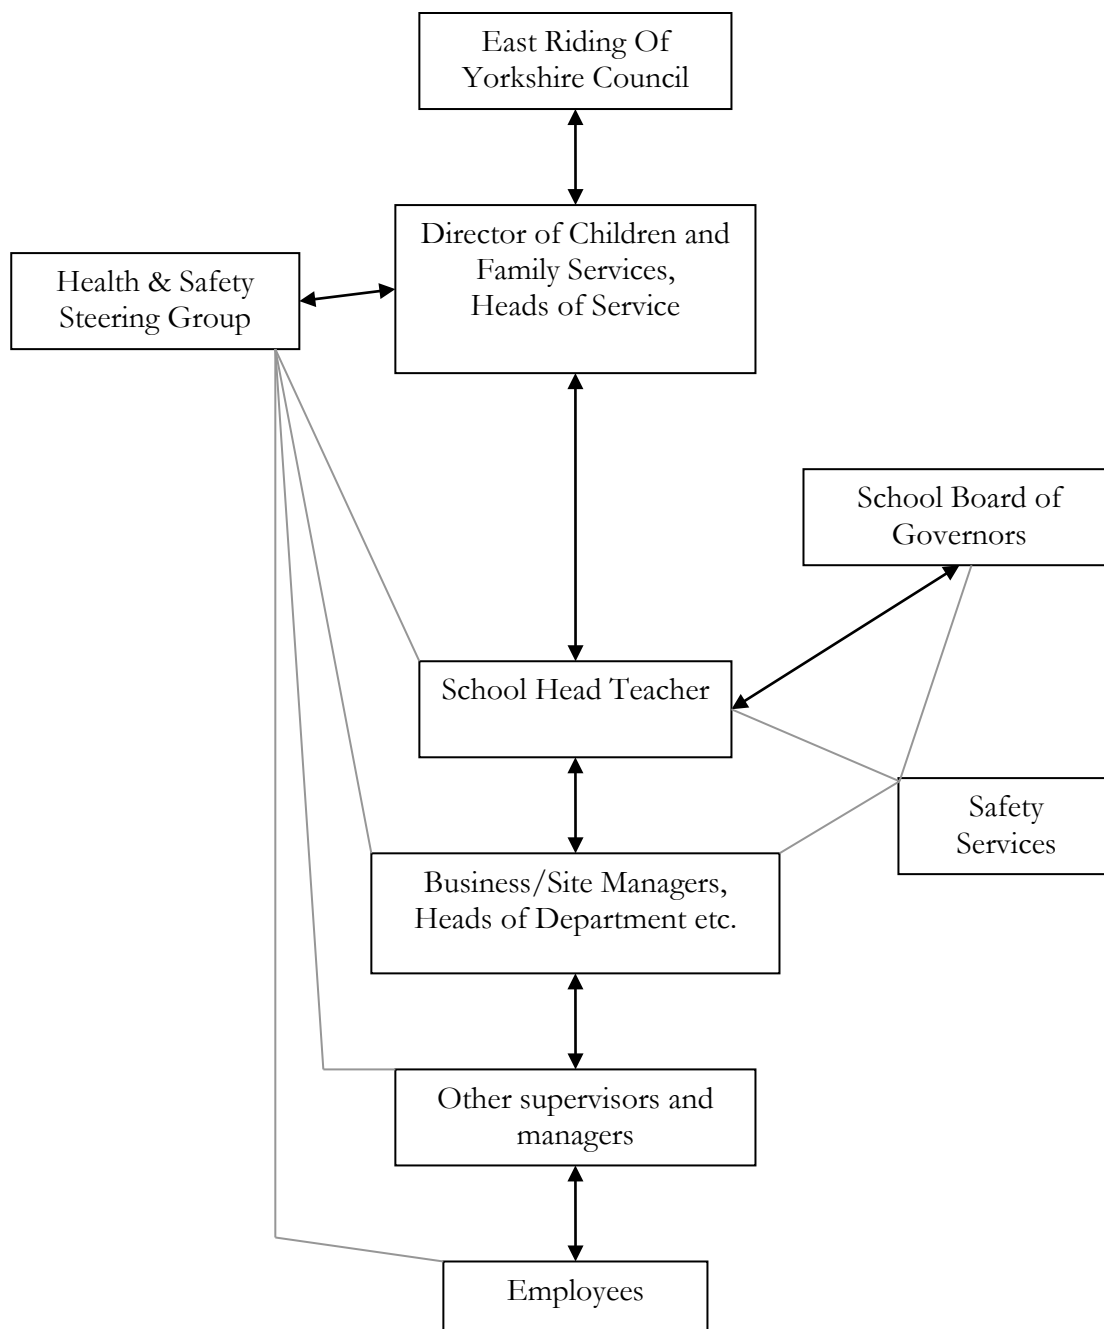 East Riding Of
Yorkshire Council
Director of Children and
Family Services,
Heads of Service
Health & Safety
Steering Group
School Board of
Governors
School Head Teacher
Safety
Services
Business/Site Managers,
Heads of Department etc.
Other supervisors and
managers
Employees